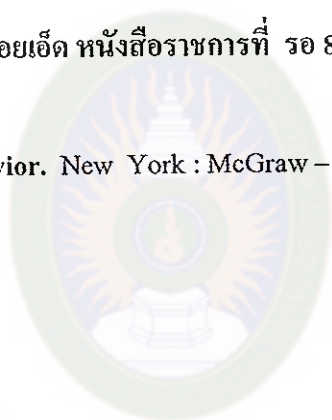 อยเอ็ด หนังสือราชการที่ รอ 8
vior. New York : McGraw –